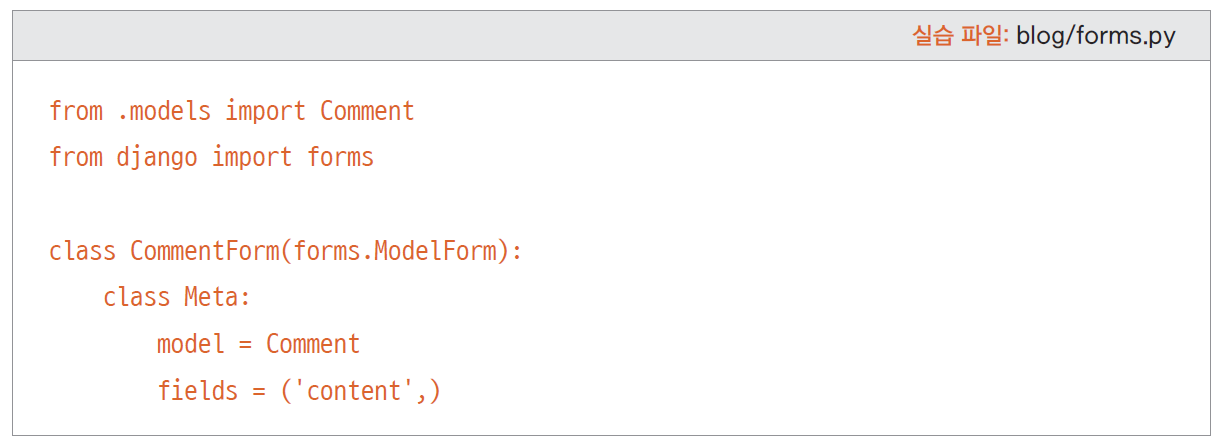 실습 파일: blog/forms.py
from .models import Comment
from django import forms
class CommentForm(forms.ModelForm):
    class Meta:
        model = Comment
        fields = ('content',)